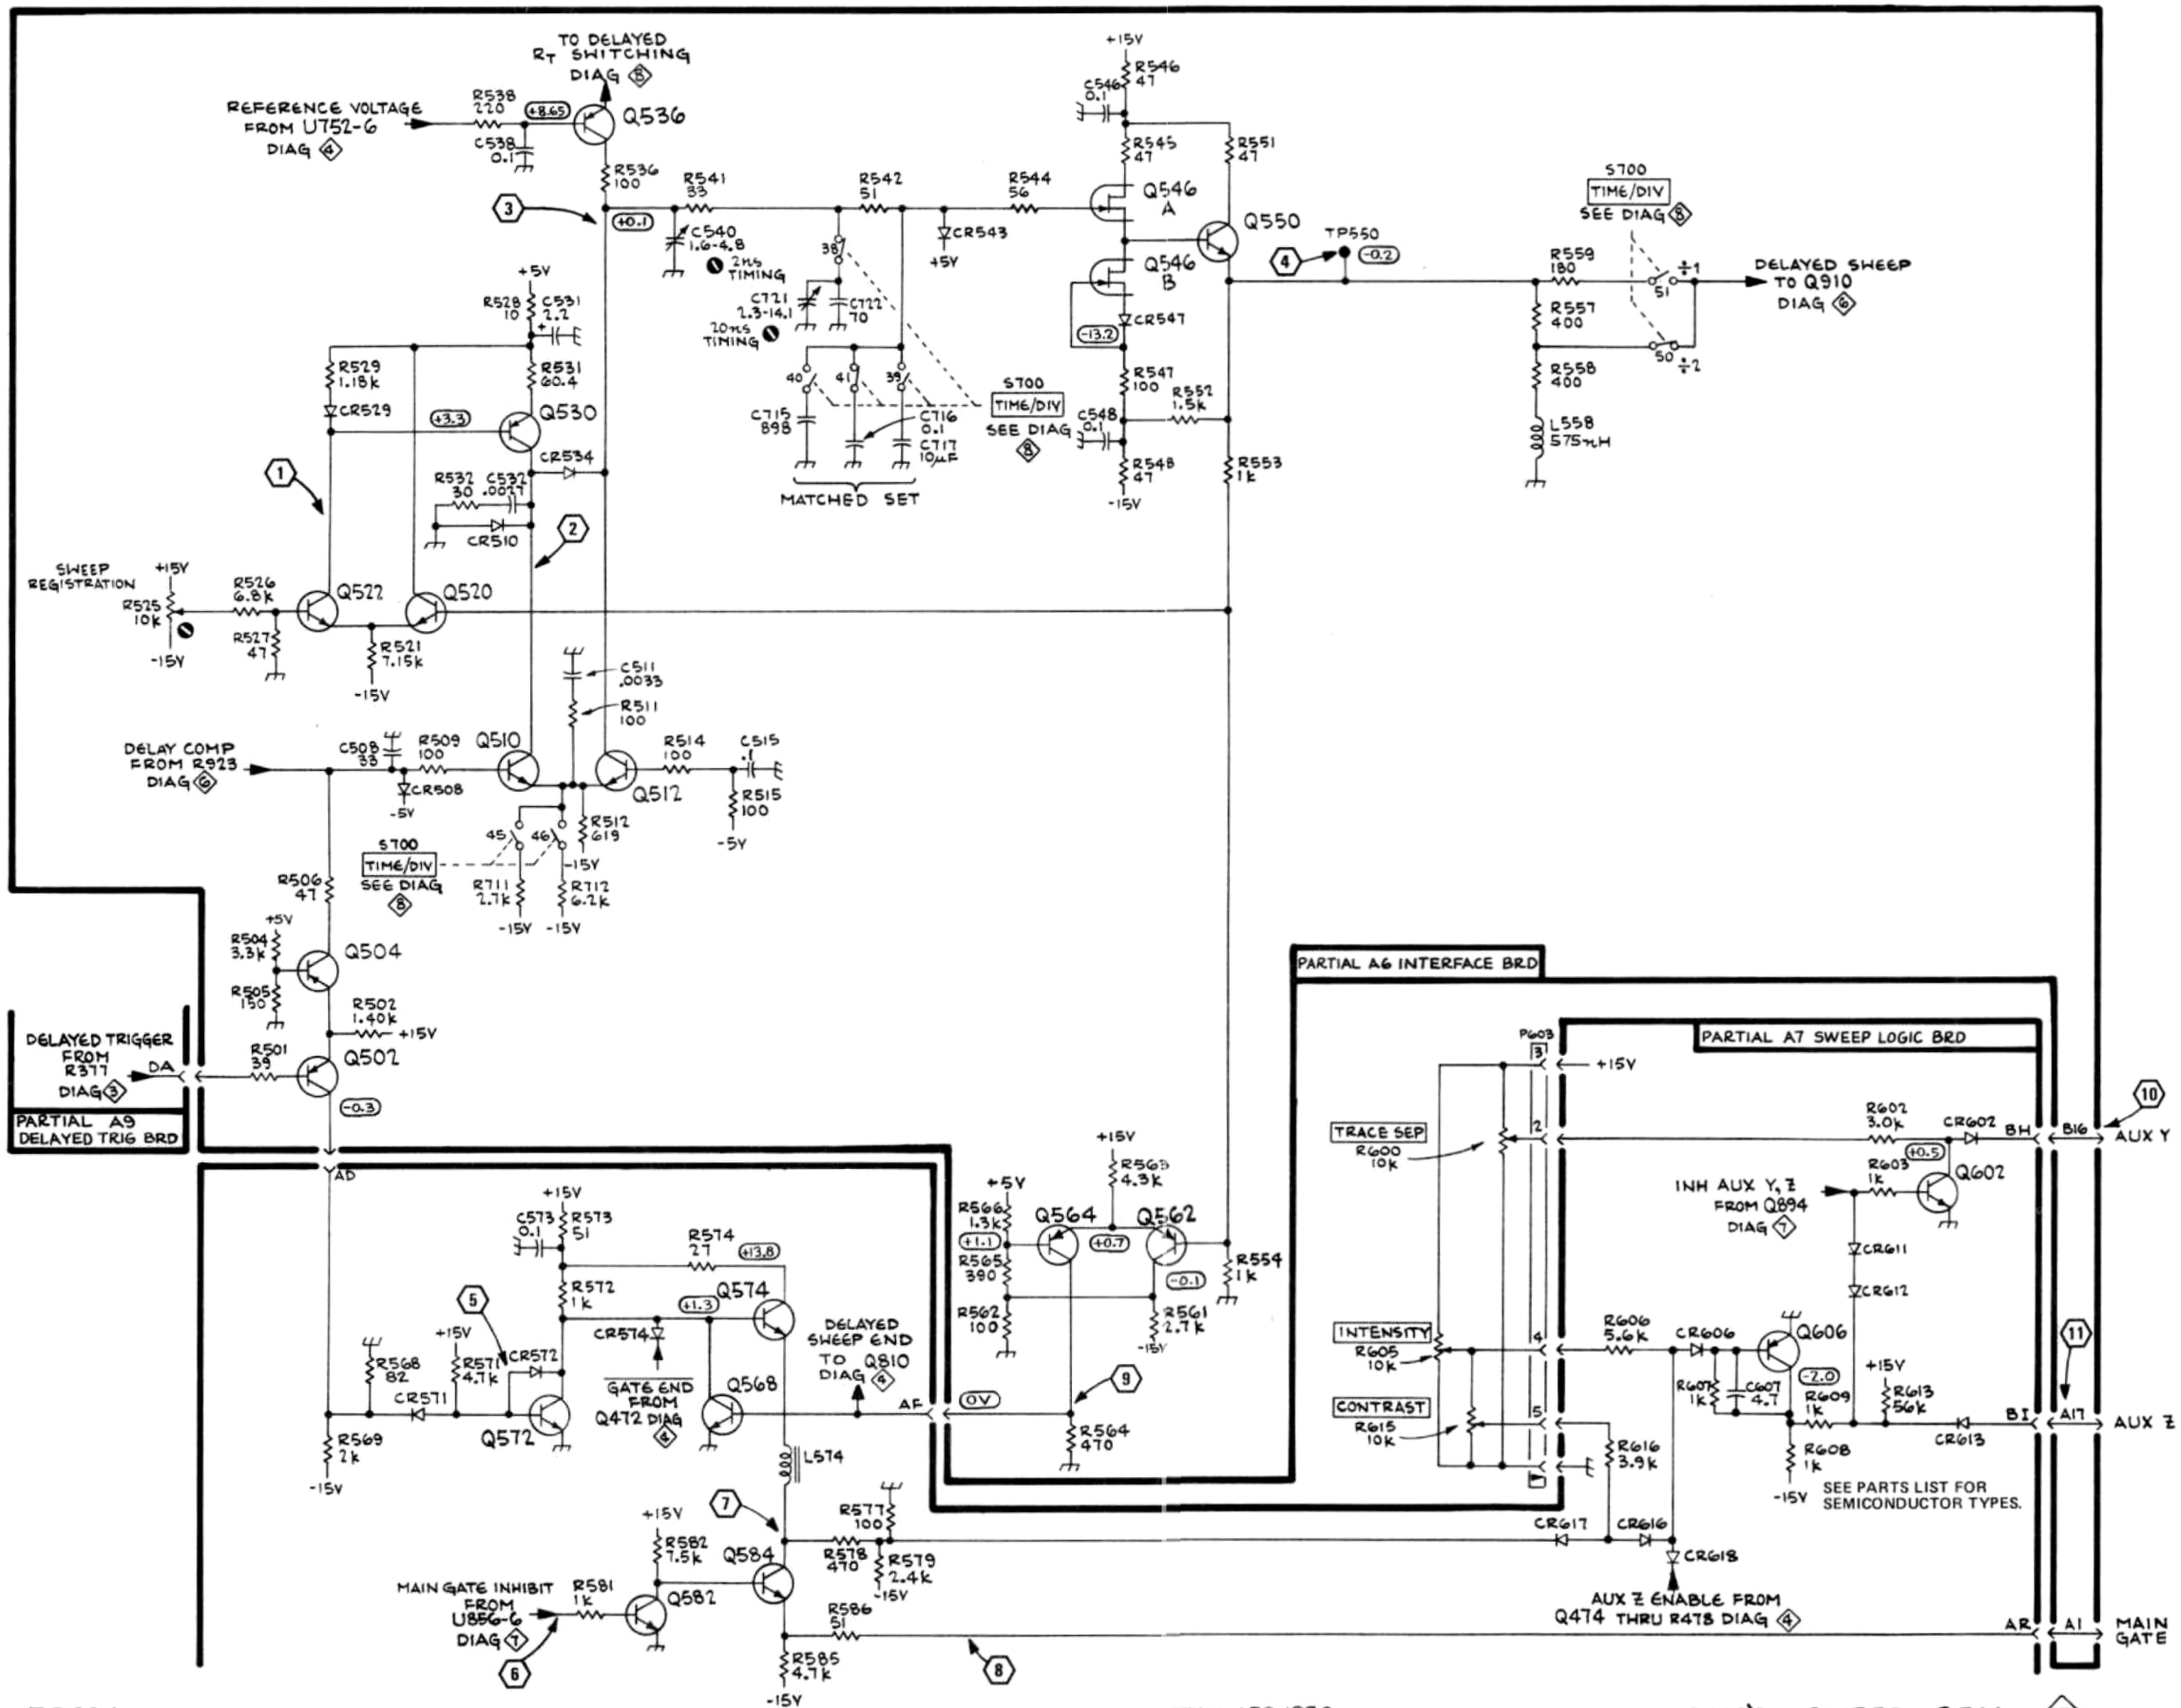 TO DELAYED
RT SWITCHING
DIAG 8
REFERENCE VOLTAGE
FROM U752-6
DIAG 4
R538
220
+8.65
Q536
C538
0.1
R536
100
3
+0.1
R541
33
C540
1.6-4.8
2ns
TIMING
R542
51
R544
56
38
CR543
+5V
C721
2.3-14.1
20ns
TIMING
C722
70
+15V
R546
47
C546
0.1
R545
47
R551
47
Q546
A
Q546
B
Q550
CR547
-13.2
R547
100
R552
1.5k
C548
0.1
R548
47
-15V
R553
1k
4
TP550
-0.2
S700
TIME/DIV
SEE DIAG 8
R559
180
51
÷1
R557
400
50
÷2
R558
400
L558
575nH
DELAYED SWEEP
TO Q910
DIAG 6
+5V
R528
10
C531
2.2
+
R529
1.18k
R531
60.4
CR529
+3.3
Q530
CR534
R532
30
C532
.0027
CR510
1
2
40
41
39
C715
898
C716
0.1
C717
10µF
MATCHED SET
S700
TIME/DIV
SEE DIAG
8
SWEEP
REGISTRATION
+15V
R525
10k
-15V
R526
6.8k
R527
47
Q522
Q520
R521
7.15k
-15V
C511
.0033
R511
100
DELAY COMP
FROM R923
DIAG 6
C508
33
R509
100
CR508
-5V
Q510
Q512
R514
100
C515
.1
R515
100
-5V
45
46
R512
619
-15V
S700
TIME/DIV
SEE DIAG
8
R711
2.7k
-15V
R712
6.2k
-15V
R506
47
+5V
R504
3.3k
R505
150
Q504
R502
1.40k
+15V
DELAYED TRIGGER
FROM
R377
DIAG 3
DA
R501
39
Q502
-0.3
PARTIAL A9
DELAYED TRIG BRD
AD
PARTIAL A6 INTERFACE BRD
PARTIAL A7 SWEEP LOGIC BRD
P603
3
+15V
2
TRACE SEP
R600
10k
R602
3.0k
CR602
BH
B16
10
AUX Y
+0.5
R603
1k
Q602
INH AUX Y,Z
FROM Q894
DIAG 7
CR611
CR612
INTENSITY
R605
10k
4
R606
5.6k
CR606
Q606
-2.0
R607
1k
C607
4.7
R609
1k
+15V
R613
56k
11
CONTRAST
R615
10k
5
R616
3.9k
R608
1k
-15V
CR613
BI
A17
AUX Z
SEE PARTS LIST FOR
SEMICONDUCTOR TYPES.
CR617
CR616
CR618
AUX Z ENABLE FROM
Q474 THRU R478 DIAG 4
AR
A1
MAIN
GATE
+15V
R563
4.3k
+5V
R566
1.3k
+1.1
Q564
+0.7
Q562
R565
390
-0.1
R562
100
R561
2.7k
-15V
R554
1k
9
0V
AF
R564
470
+15V
C573
0.1
R573
51
R574
27
+13.8
R572
1k
+1.3
Q574
5
+15V
R568
82
R571
4.7k
CR572
CR571
Q572
R569
2k
-15V
CR574
GATE END
FROM
Q472 DIAG
4
Q568
DELAYED
SWEEP END
TO Q810
DIAG 4
L574
7
R577
100
R578
470
R579
2.4k
-15V
+15V
R582
7.5k
Q584
MAIN GATE INHIBIT
FROM
U856-6
DIAG 7
R581
1k
Q582
6
R586
51
8
R585
4.7k
-15V